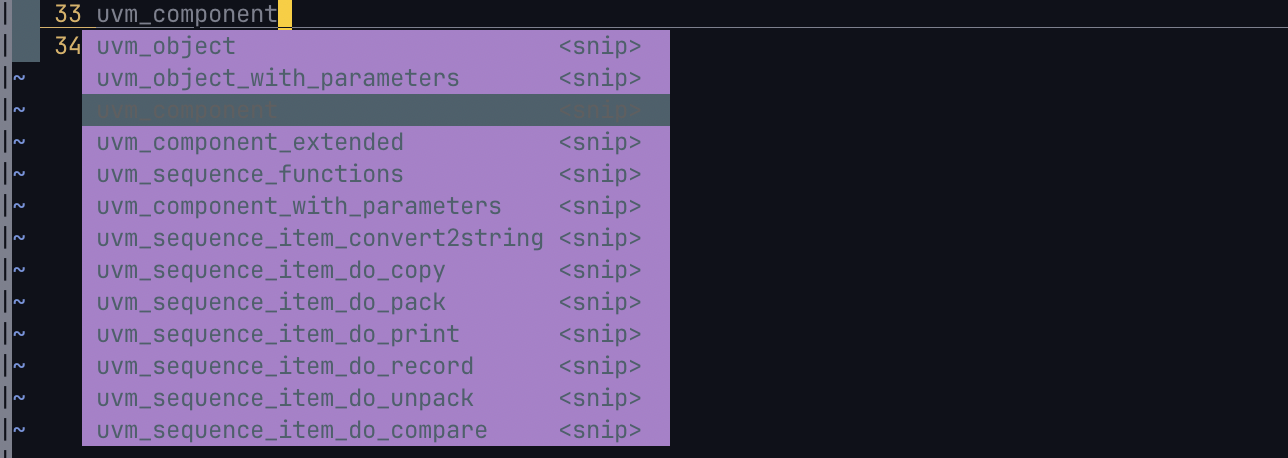 33 uvm_component
34 uvm_object <snip>
~ uvm_object_with_parameters <snip>
~ uvm_component <snip>
~ uvm_component_extended <snip>
~ uvm_sequence_functions <snip>
~ uvm_component_with_parameters <snip>
~ uvm_sequence_item_convert2string <snip>
~ uvm_sequence_item_do_copy <snip>
~ uvm_sequence_item_do_pack <snip>
~ uvm_sequence_item_do_print <snip>
~ uvm_sequence_item_do_record <snip>
~ uvm_sequence_item_do_unpack <snip>
~ uvm_sequence_item_do_compare <snip>